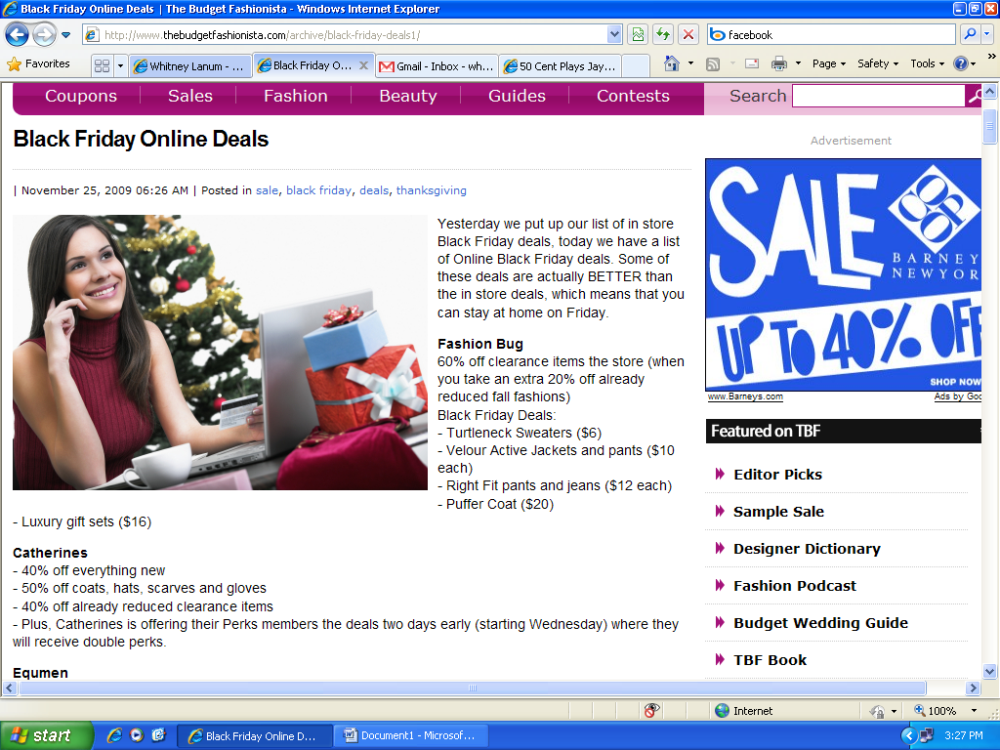 Black Friday Online Deals | The Budget Fashionista - Windows Internet Explorer
http://www.thebudgetfashionista.com/archive/black-friday-deals1/
facebook
Favorites
Whitney Lanum - ...
Black Friday O...
Gmail - Inbox - wh...
50 Cent Plays Jay...
Page
Safety
Tools
Coupons
Sales
Fashion
Beauty
Guides
Contests
Search
Black Friday Online Deals
| November 25, 2009 06:26 AM | Posted in sale, black friday, deals, thanksgiving
Yesterday we put up our list of in store
Black Friday deals, today we have a list
of Online Black Friday deals. Some of
these deals are actually BETTER than
the in store deals, which means that you
can stay at home on Friday.
Fashion Bug
60% off clearance items the store (when
you take an extra 20% off already
reduced fall fashions)
Black Friday Deals:
- Turtleneck Sweaters ($6)
- Velour Active Jackets and pants ($10
each)
- Right Fit pants and jeans ($12 each)
- Puffer Coat ($20)
- Luxury gift sets ($16)
Catherines
- 40% off everything new
- 50% off coats, hats, scarves and gloves
- 40% off already reduced clearance items
- Plus, Catherines is offering their Perks members the deals two days early (starting Wednesday) where they
will receive double perks.
Equmen
Advertisement
SALE
CO
OP
BARNEY
NEW YOR
UP TO 40% OFF
SHOP NOW
www.Barneys.com
Ads by Goo
Featured on TBF
Editor Picks
Sample Sale
Designer Dictionary
Fashion Podcast
Budget Wedding Guide
TBF Book
Internet
100%
start
Black Friday Online D...
Document1 - Microsof...
3:27 PM